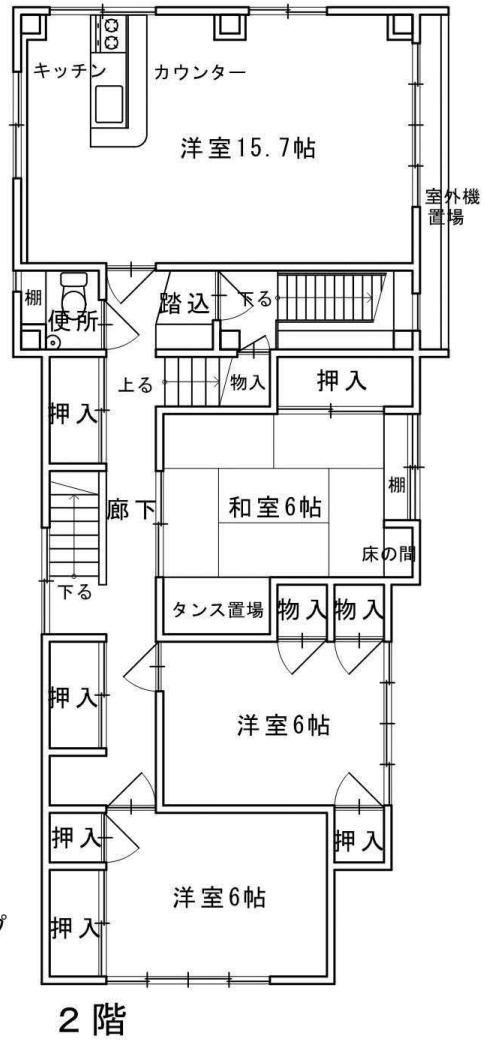 キッチン
カウンター
洋室15.7帖
室外機
置場
棚
便所
踏込
下る
上る
物入
押入
押入
廊下
和室6帖
棚
床の間
下る
タンス置場
物入
物入
押入
洋室6帖
押入
押入
洋室6帖
押入
プ
2階